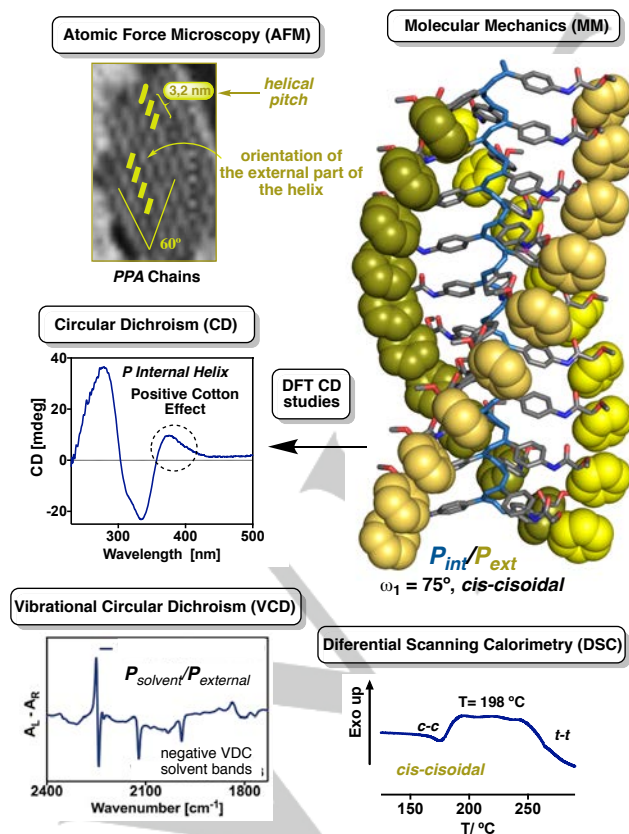 Atomic Force Microscopy (AFM)
3,2 nm
helical
pitch
orientation of
the external part of
the helix
60º
PPA Chains
Molecular Mechanics (MM)
Pint/Pext
ω1 = 75º, cis-cisoidal
Circular Dichroism (CD)
P Internal Helix
Positive Cotton
Effect
CD [mdeg]
40
20
0
-20
300
400
500
Wavelength [nm]
DFT CD
studies
Vibrational Circular Dichroism (VCD)
Psolvent/Pexternal
negative VDC
solvent bands
AL - AR
2400
2100
1800
Wavenumber [cm-1]
Diferential Scanning Calorimetry (DSC)
Exo up
T= 198 ºC
c-c
t-t
cis-cisoidal
150
200
250
T/ ºC